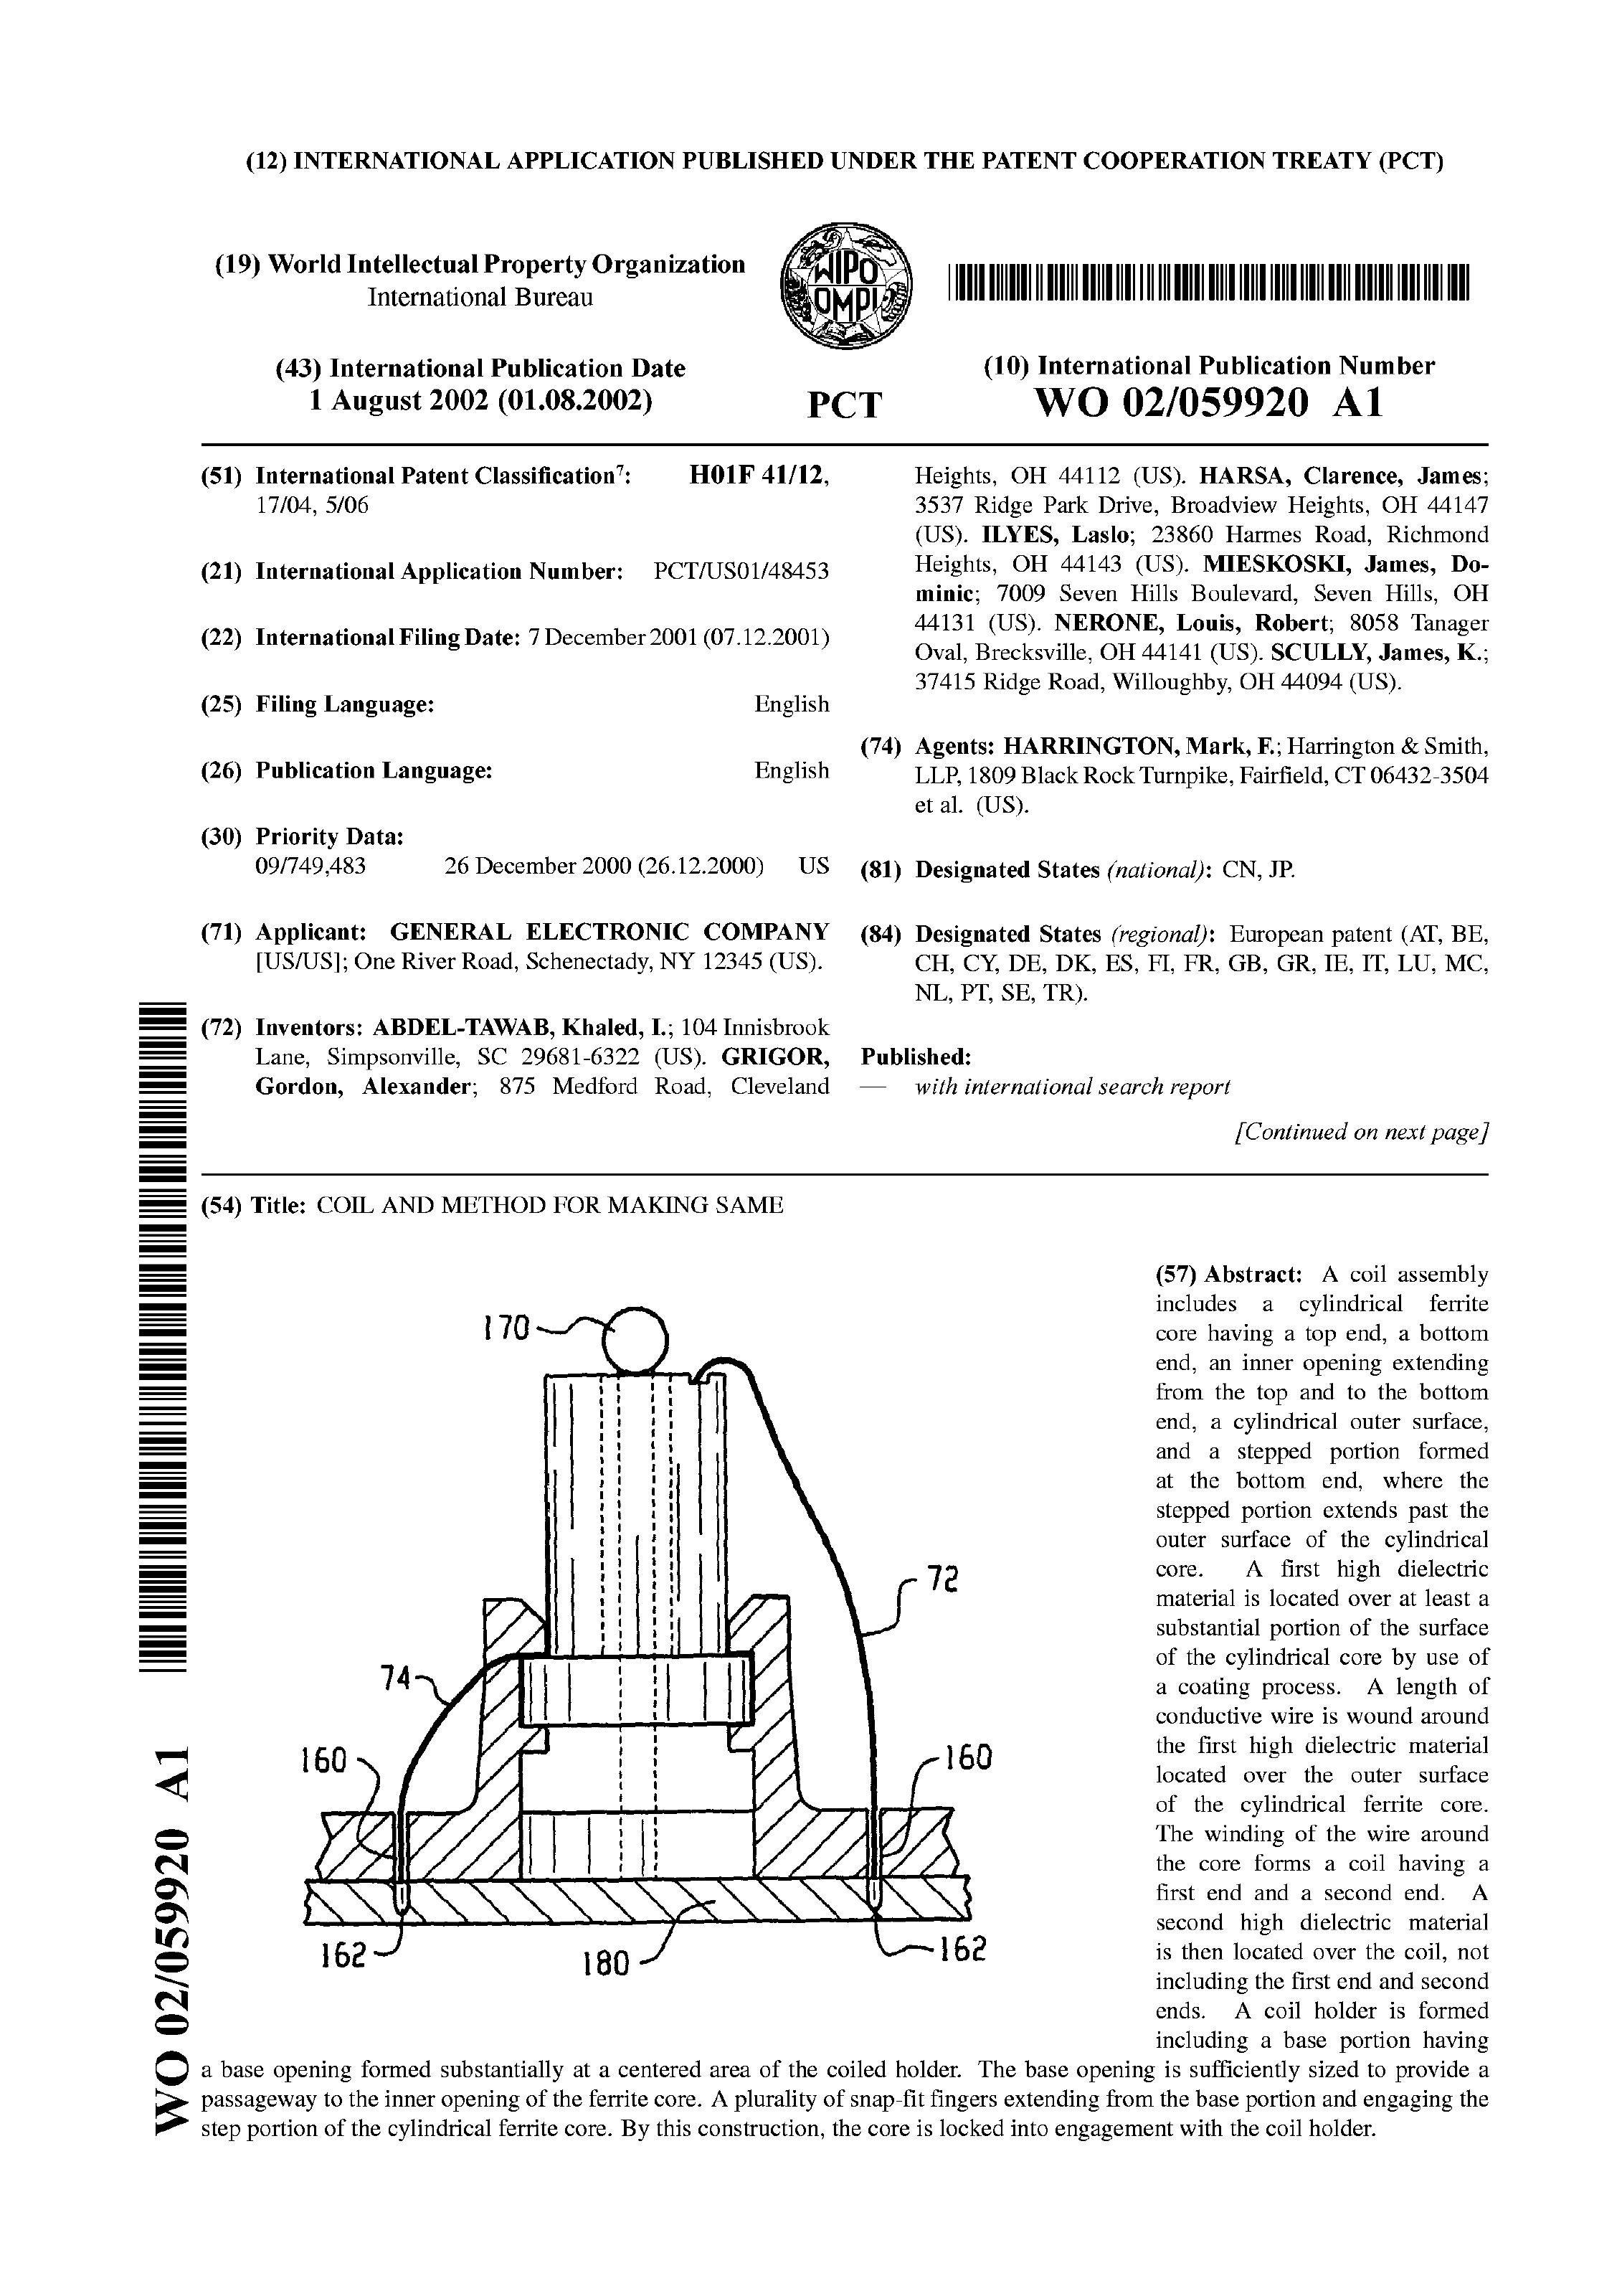 (12) INTERNATIONAL APPLICATION PUBLISHED UNDER THE PATENT COOPERATION TREATY (PCT)
(19) World Intellectual Property Organization
International Bureau
WIPO
OMPI
(43) International Publication Date
1 August 2002 (01.08.2002)
PCT
(10) International Publication Number
WO 02/059920 A1
(51) International Patent Classification⁷: H01F 41/12,
17/04, 5/06
(21) International Application Number: PCT/US01/48453
(22) International Filing Date: 7 December 2001 (07.12.2001)
(25) Filing Language: English
(26) Publication Language: English
(30) Priority Data:
09/749,483 26 December 2000 (26.12.2000) US
(71) Applicant: GENERAL ELECTRONIC COMPANY
[US/US]; One River Road, Schenectady, NY 12345 (US).
(72) Inventors: ABDEL-TAWAB, Khaled, I.; 104 Innisbrook
Lane, Simpsonville, SC 29681-6322 (US). GRIGOR,
Gordon, Alexander; 875 Medford Road, Cleveland
Heights, OH 44112 (US). HARSA, Clarence, James;
3537 Ridge Park Drive, Broadview Heights, OH 44147
(US). ILYES, Laslo; 23860 Harmes Road, Richmond
Heights, OH 44143 (US). MIESKOSKI, James, Do-
minic; 7009 Seven Hills Boulevard, Seven Hills, OH
44131 (US). NERONE, Louis, Robert; 8058 Tanager
Oval, Brecksville, OH 44141 (US). SCULLY, James, K.;
37415 Ridge Road, Willoughby, OH 44094 (US).
(74) Agents: HARRINGTON, Mark, F.; Harrington & Smith,
LLP, 1809 Black Rock Turnpike, Fairfield, CT 06432-3504
et al. (US).
(81) Designated States (national): CN, JP.
(84) Designated States (regional): European patent (AT, BE,
CH, CY, DE, DK, ES, FI, FR, GB, GR, IE, IT, LU, MC,
NL, PT, SE, TR).
Published:
— with international search report
[Continued on next page]
(54) Title: COIL AND METHOD FOR MAKING SAME
170
72
74
160
160
162
180
162
(57) Abstract: A coil assembly
includes a cylindrical ferrite
core having a top end, a bottom
end, an inner opening extending
from the top and to the bottom
end, a cylindrical outer surface,
and a stepped portion formed
at the bottom end, where the
stepped portion extends past the
outer surface of the cylindrical
core. A first high dielectric
material is located over at least a
substantial portion of the surface
of the cylindrical core by use of
a coating process. A length of
conductive wire is wound around
the first high dielectric material
located over the outer surface
of the cylindrical ferrite core.
The winding of the wire around
the core forms a coil having a
first end and a second end. A
second high dielectric material
is then located over the coil, not
including the first end and second
ends. A coil holder is formed
including a base portion having
a base opening formed substantially at a centered area of the coiled holder. The base opening is sufficiently sized to provide a
passageway to the inner opening of the ferrite core. A plurality of snap-fit fingers extending from the base portion and engaging the
step portion of the cylindrical ferrite core. By this construction, the core is locked into engagement with the coil holder.
WO 02/059920 A1